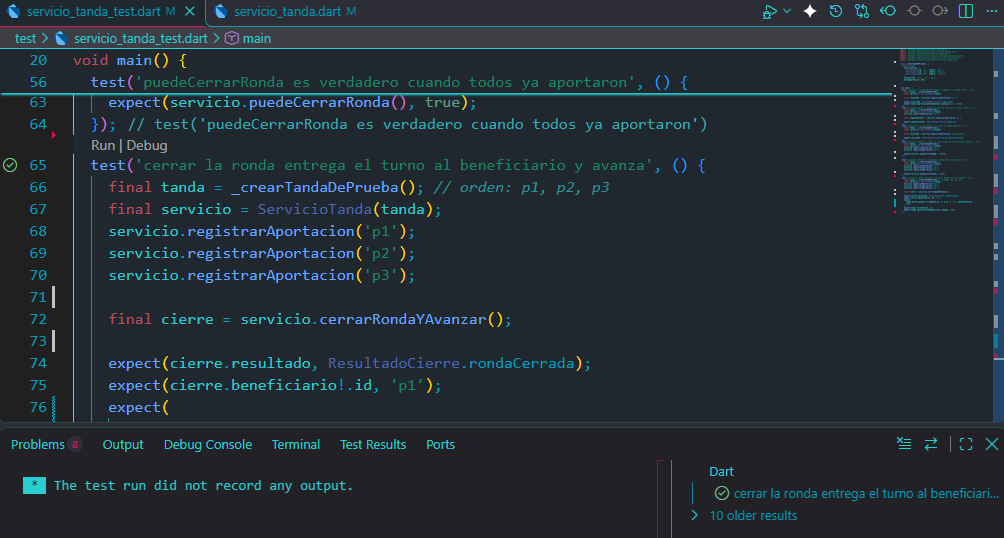 servicio_tanda_test.dart M
servicio_tanda.dart M
test > servicio_tanda_test.dart > main
20 void main() {
56 test('puedeCerrarRonda es verdadero cuando todos ya aportaron', () {
63 expect(servicio.puedeCerrarRonda(), true);
64 }); // test('puedeCerrarRonda es verdadero cuando todos ya aportaron')
Run | Debug
65 test('cerrar la ronda entrega el turno al beneficiario y avanza', () {
66 final tanda = _crearTandaDePrueba(); // orden: p1, p2, p3
67 final servicio = ServicioTanda(tanda);
68 servicio.registrarAportacion('p1');
69 servicio.registrarAportacion('p2');
70 servicio.registrarAportacion('p3');
71
72 final cierre = servicio.cerrarRondaYAvanzar();
73
74 expect(cierre.resultado, ResultadoCierre.rondaCerrada);
75 expect(cierre.beneficiario!.id, 'p1');
76 expect(
Problems 8 Output Debug Console Terminal Test Results Ports
* The test run did not record any output.
Dart
cerrar la ronda entrega el turno al beneficiari...
10 older results